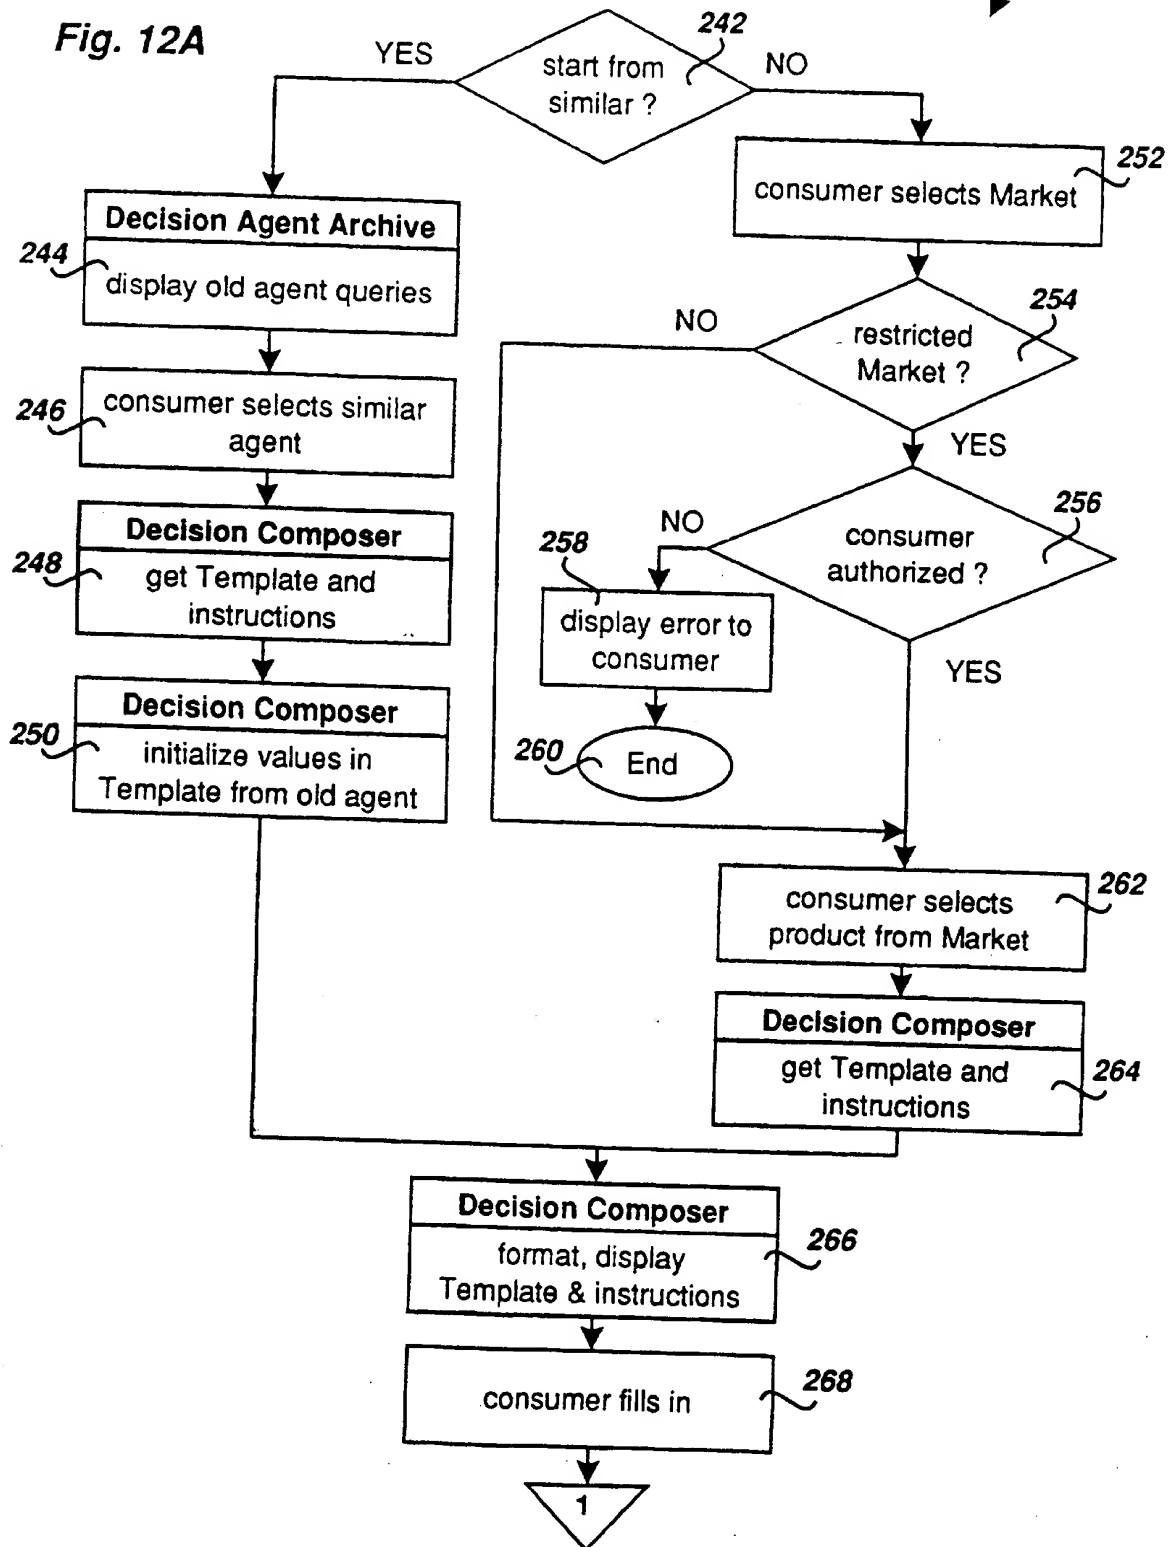 Fig. 12A
YES
start from
similar ?
242
NO
252
consumer selects Market
Decision Agent Archive
244
display old agent queries
254
NO
restricted
Market ?
YES
246
consumer selects similar
agent
256
NO
consumer
authorized ?
258
Decision Composer
248
get Template and
instructions
display error to
consumer
YES
Decision Composer
250
initialize values in
Template from old agent
260
End
262
consumer selects
product from Market
Decision Composer
264
get Template and
instructions
Decision Composer
266
format, display
Template & instructions
268
consumer fills in
1